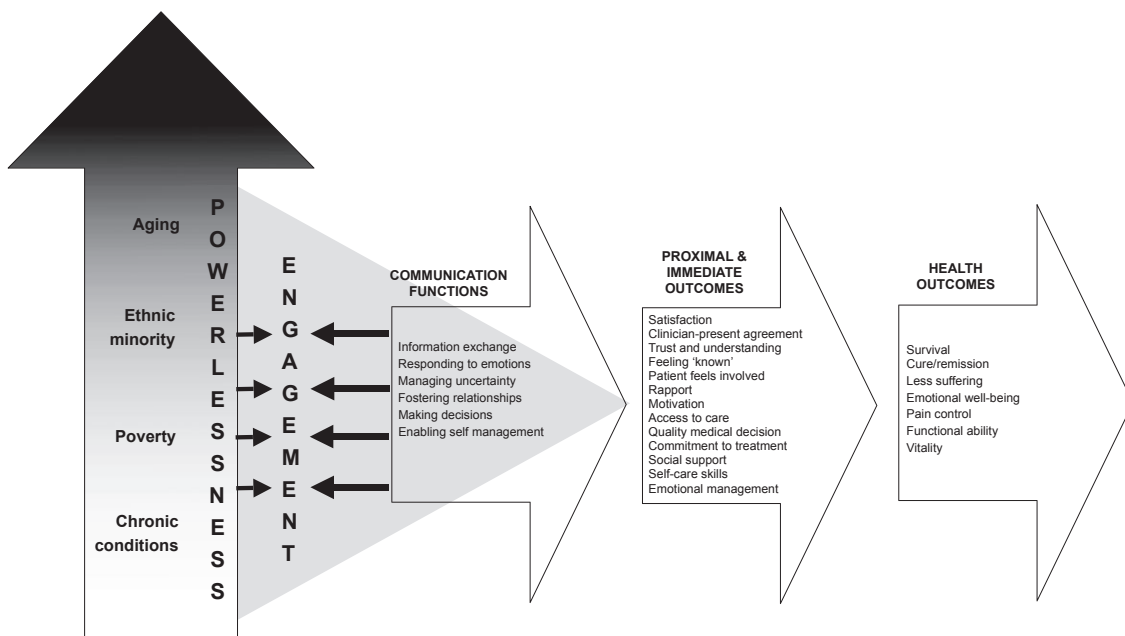 Aging
Ethnic
minority
Poverty
Chronic
conditions
POWERLESSNESS
ENGAGEMENT
COMMUNICATION
FUNCTIONS
Information exchange
Responding to emotions
Managing uncertainty
Fostering relationships
Making decisions
Enabling self management
PROXIMAL &
IMMEDIATE
OUTCOMES
Satisfaction
Clinician-present agreement
Trust and understanding
Feeling ‘known’
Patient feels involved
Rapport
Motivation
Access to care
Quality medical decision
Commitment to treatment
Social support
Self-care skills
Emotional management
HEALTH
OUTCOMES
Survival
Cure/remission
Less suffering
Emotional well-being
Pain control
Functional ability
Vitality